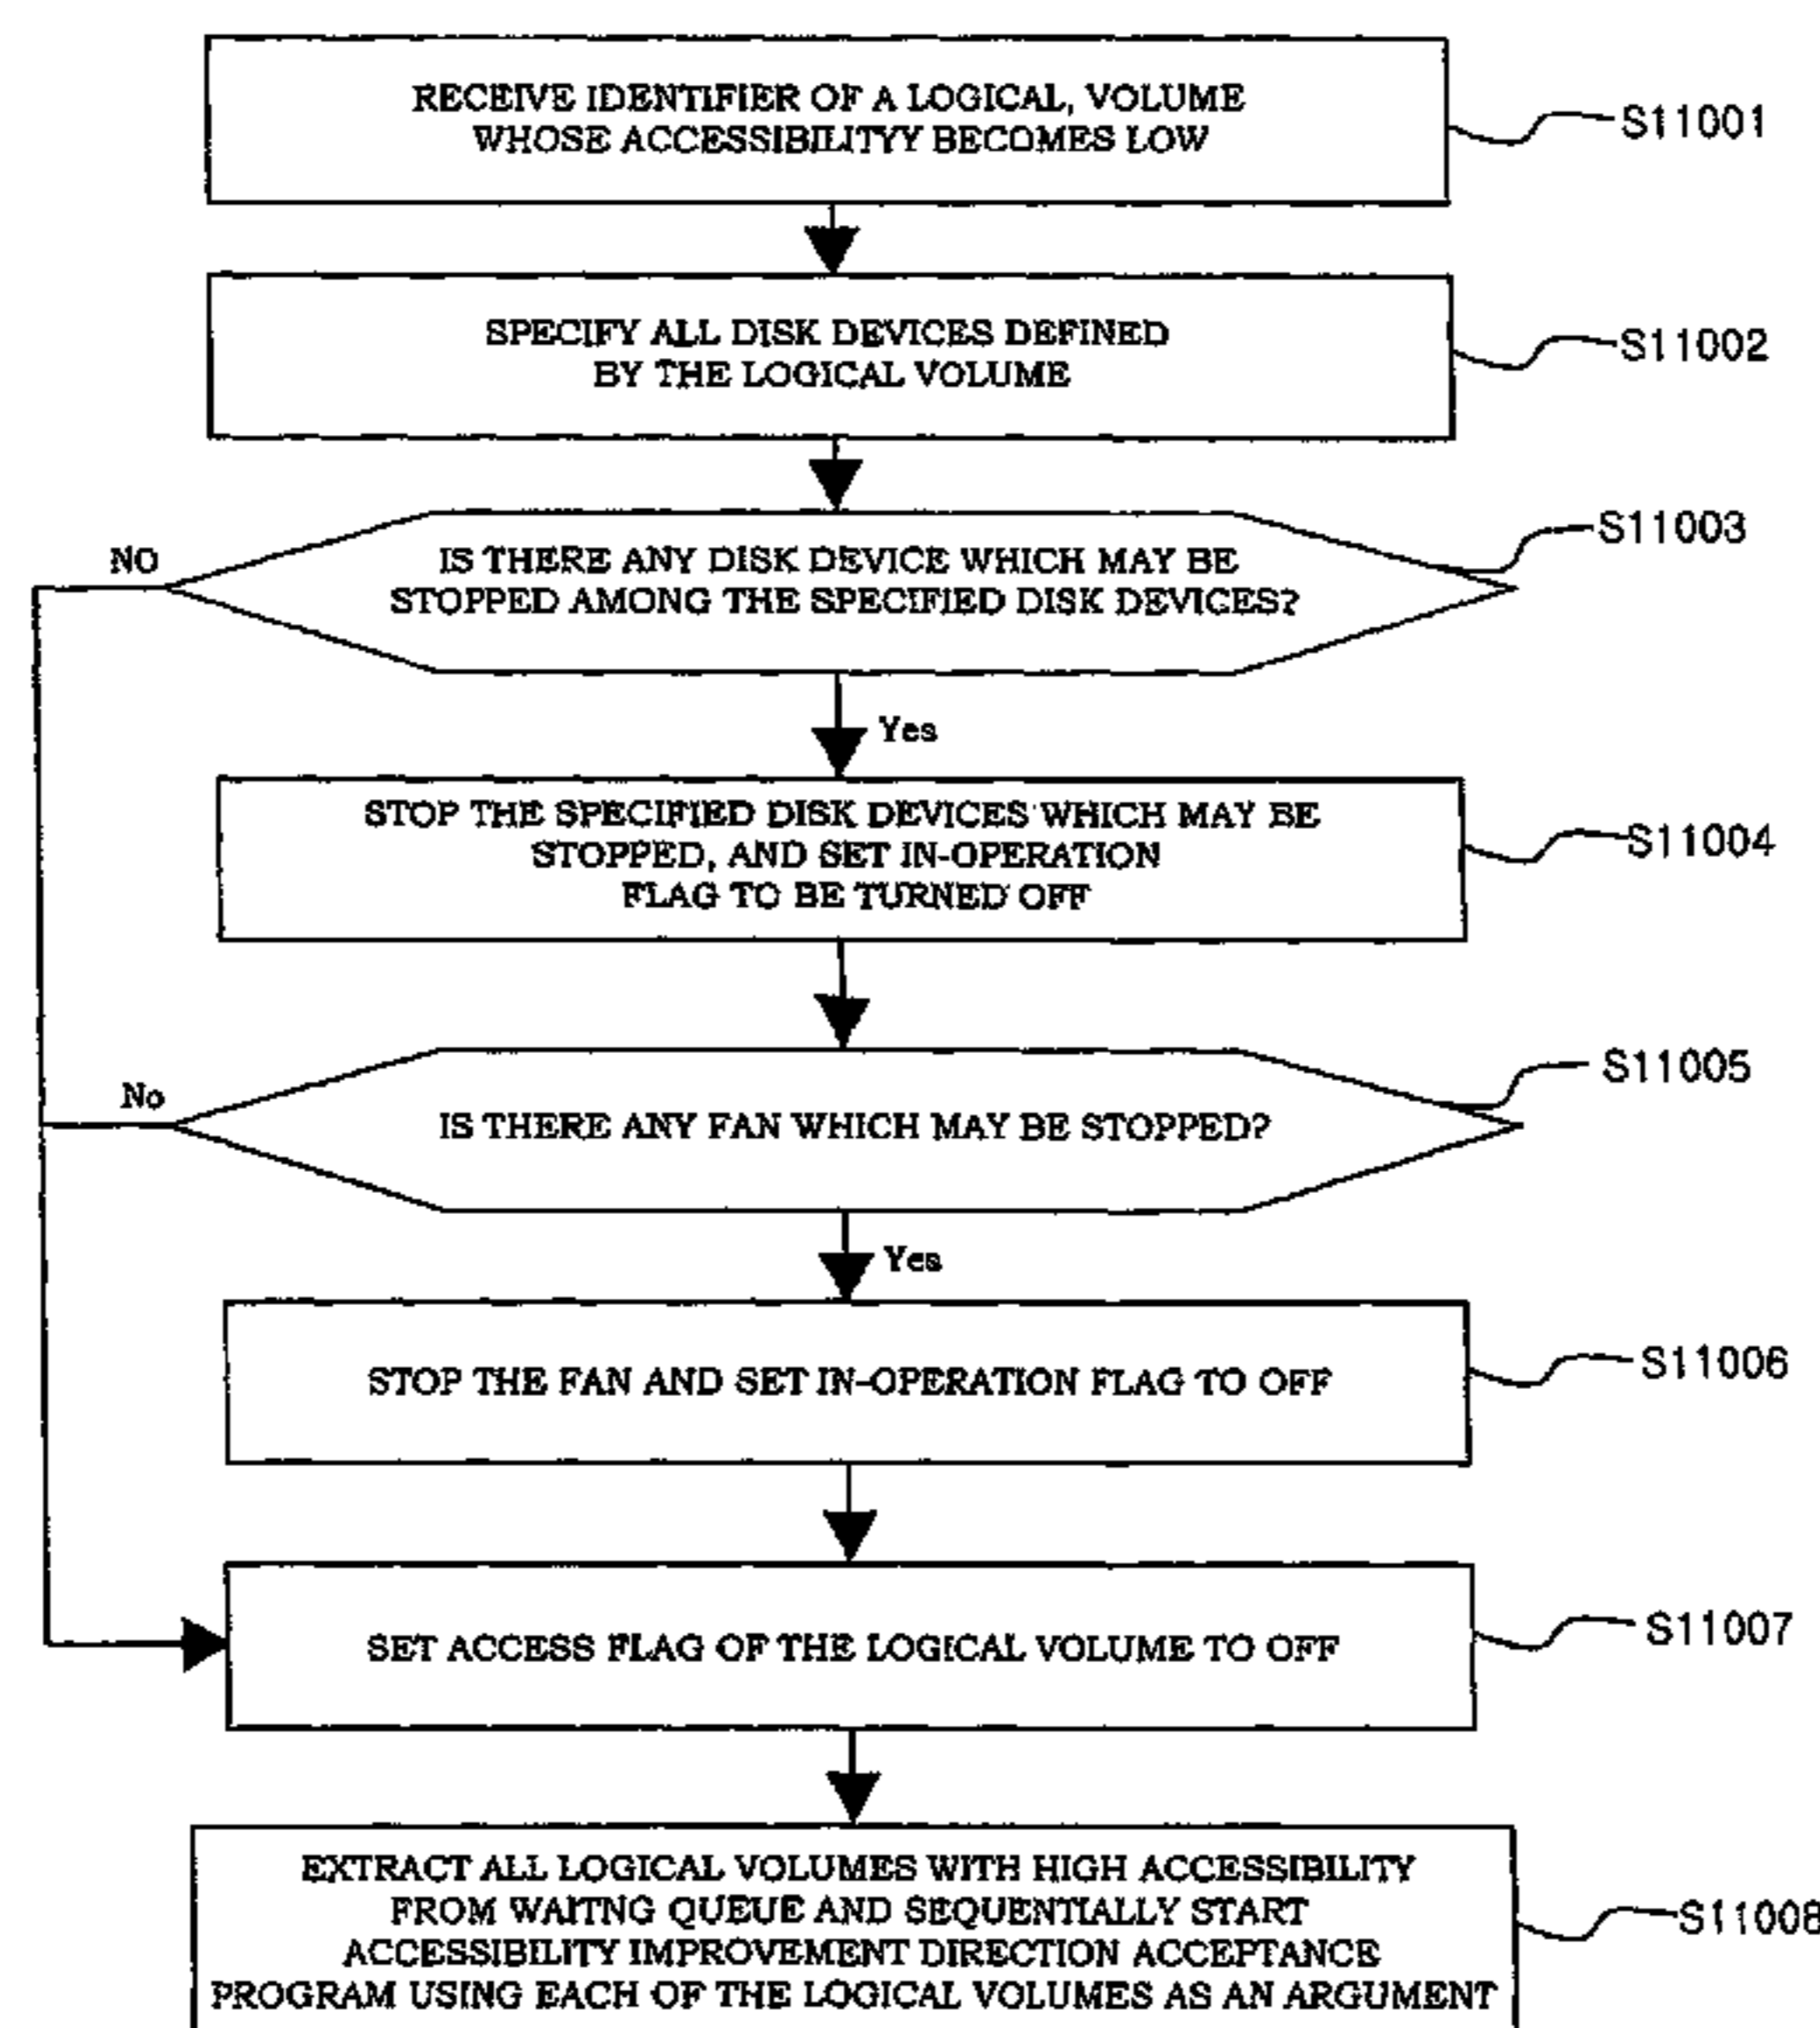 RECEIVE IDENTIFIER OF A LOGICAL, VOLUME
WHOSE ACCESSIBILITYY BECOMES LOW
S11001
SPECIFY ALL DISK DEVICES DEFINED
BY THE LOGICAL VOLUME
S11002
NO
IS THERE ANY DISK DEVICE WHICH MAY BE
STOPPED AMONG THE SPECIFIED DISK DEVICES?
S11003
Yes
STOP THE SPECIFIED DISK DEVICES WHICH MAY BE
STOPPED, AND SET IN-OPERATION
FLAG TO BE TURNED OFF
S11004
No
IS THERE ANY FAN WHICH MAY BE STOPPED?
S11005
Yes
STOP THE FAN AND SET IN-OPERATION FLAG TO OFF
S11006
SET ACCESS FLAG OF THE LOGICAL VOLUME TO OFF
S11007
EXTRACT ALL LOGICAL VOLUMES WITH HIGH ACCESSIBILITY
FROM WAITNG QUEUE AND SEQUENTIALLY START
ACCESSIBILITY IMPROVEMENT DIRECTION ACCEPTANCE
PROGRAM USING EACH OF THE LOGICAL VOLUMES AS AN ARGUMENT
S11008